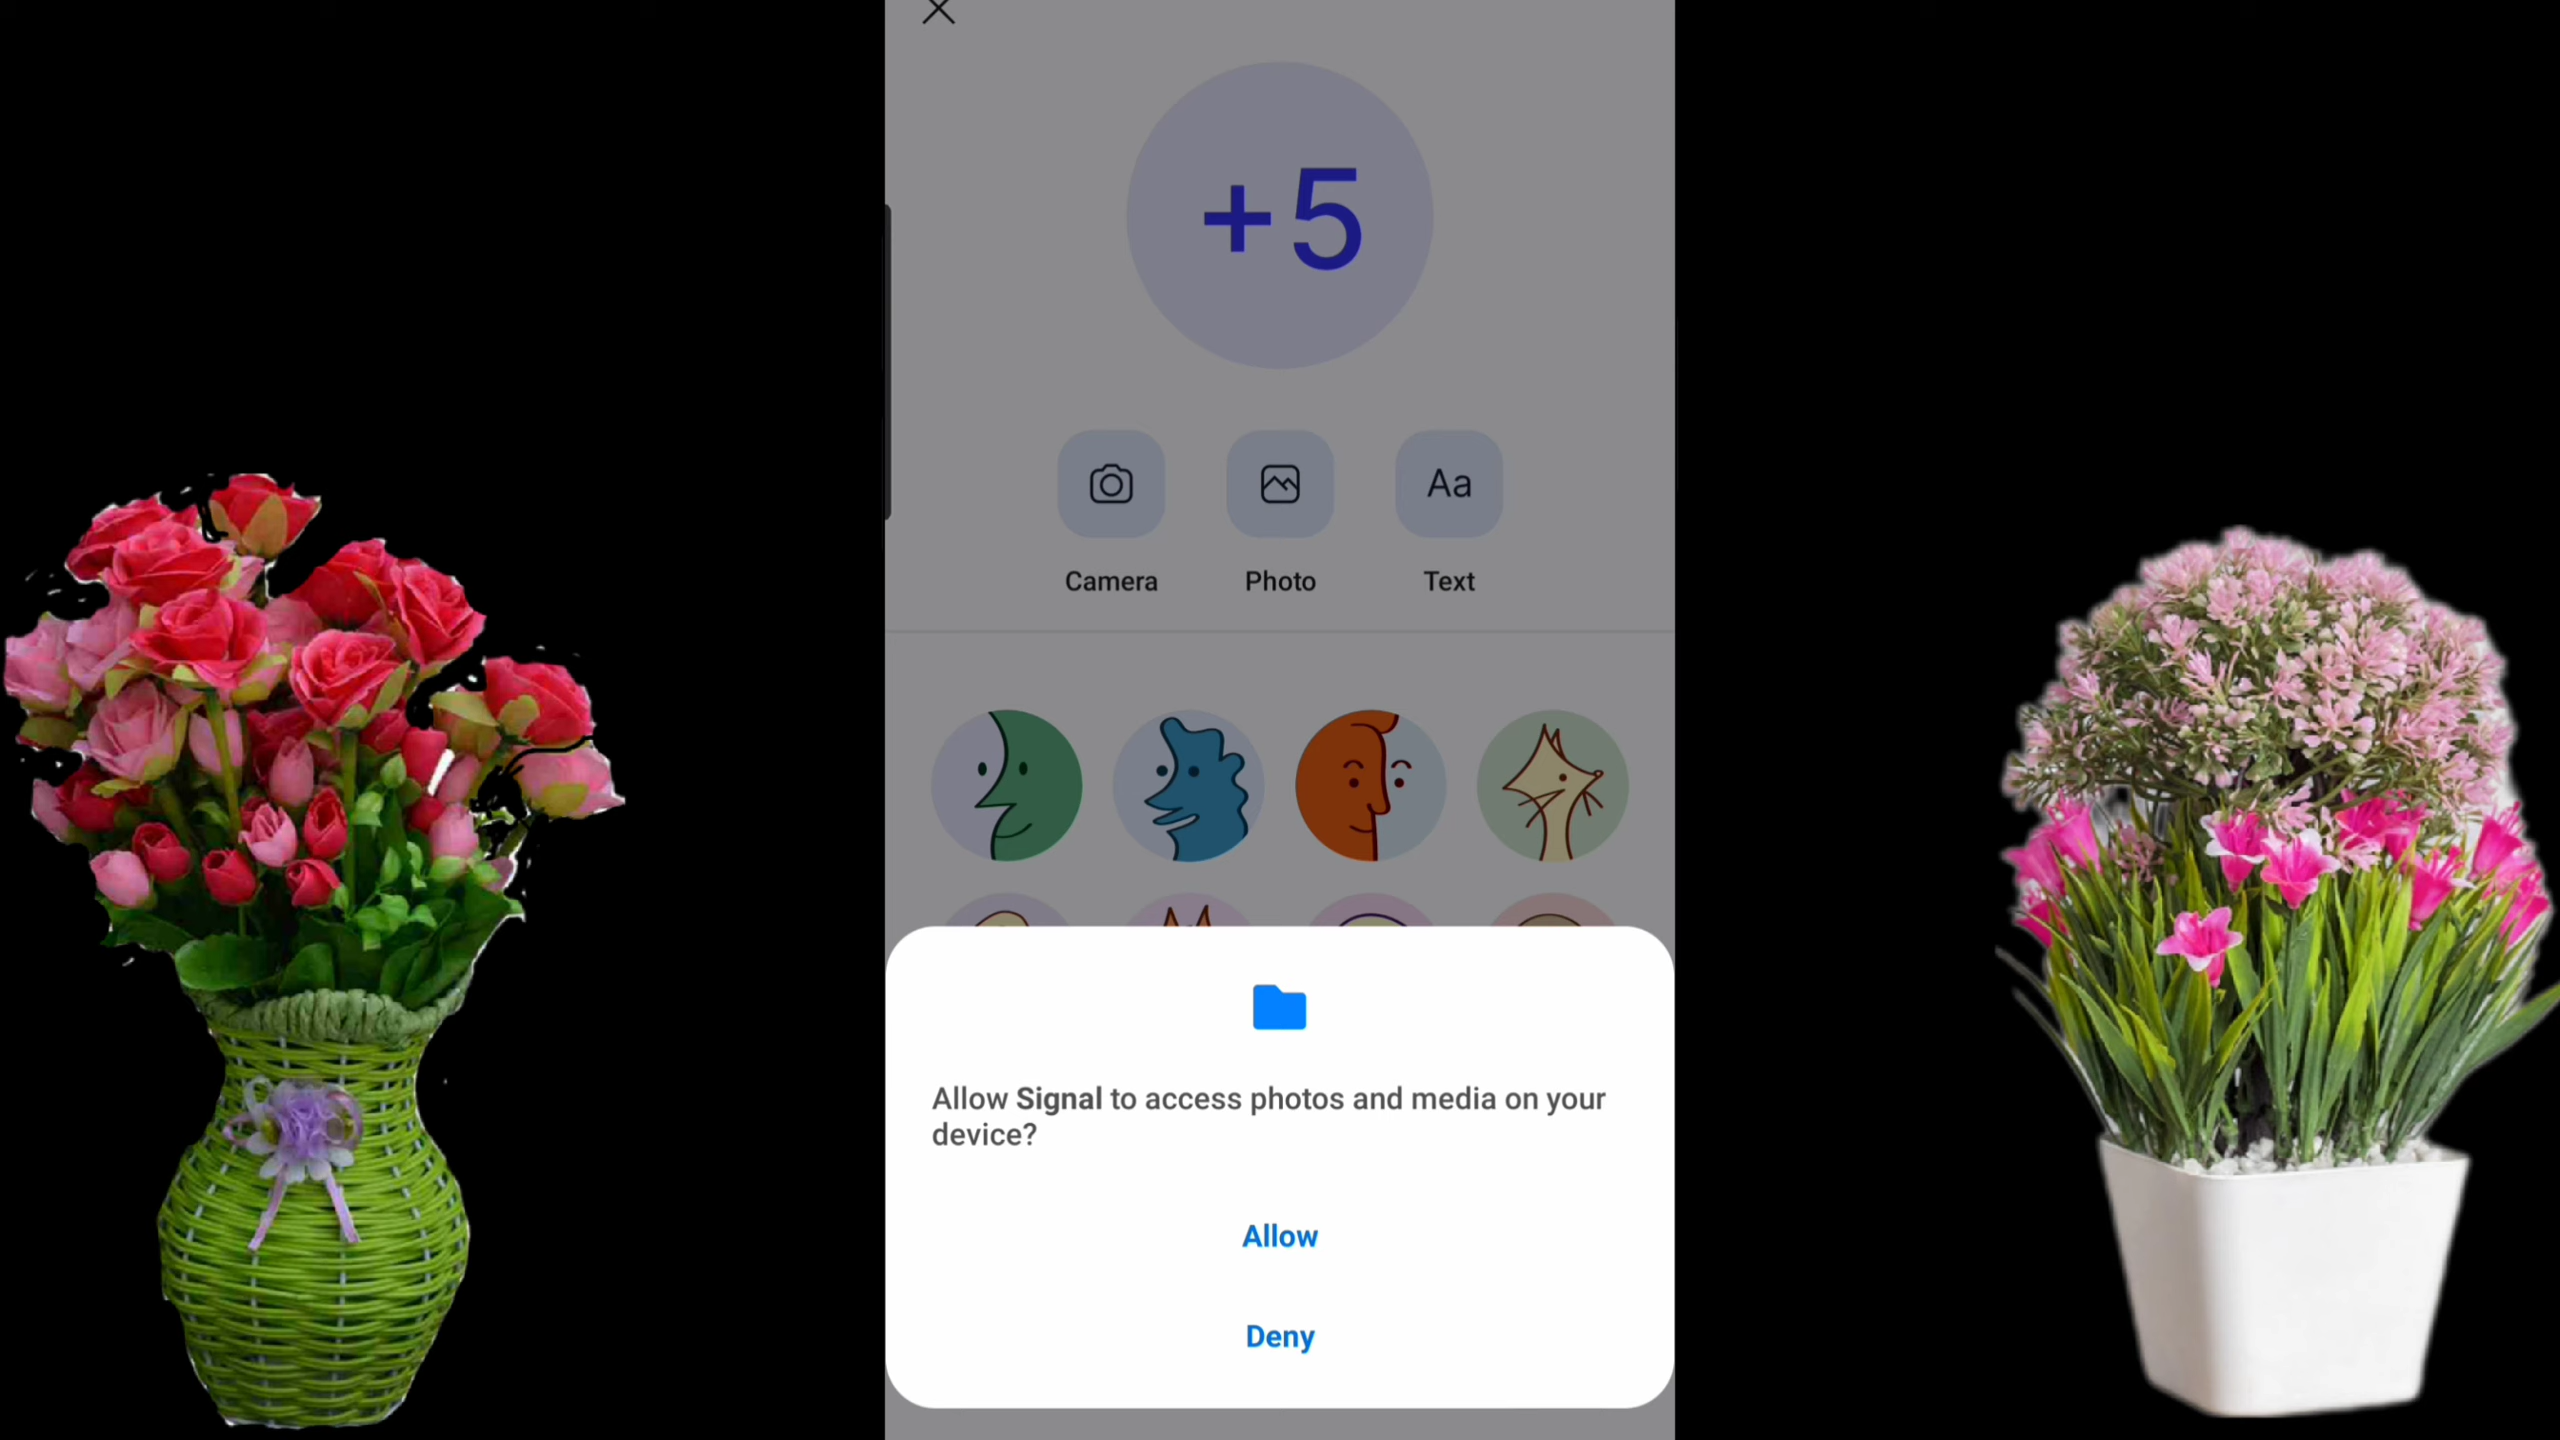 +5
Camera
Photo
Aa
Text
Allow Signal to access photos and media on your
device?
Allow
Deny